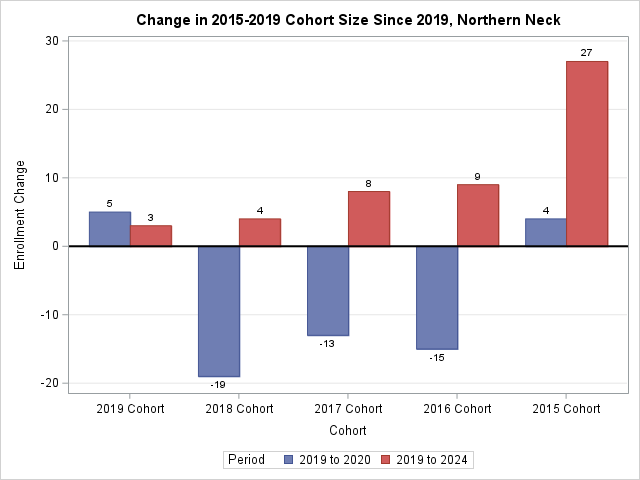 Change in 2015-2019 Cohort Size Since 2019, Northern Neck
30
20
10
0
-10
-20
Enrollment Change
5
3
-19
4
-13
8
-15
9
4
27
2019 Cohort
2018 Cohort
2017 Cohort
2016 Cohort
2015 Cohort
Cohort
Period
2019 to 2020
2019 to 2024